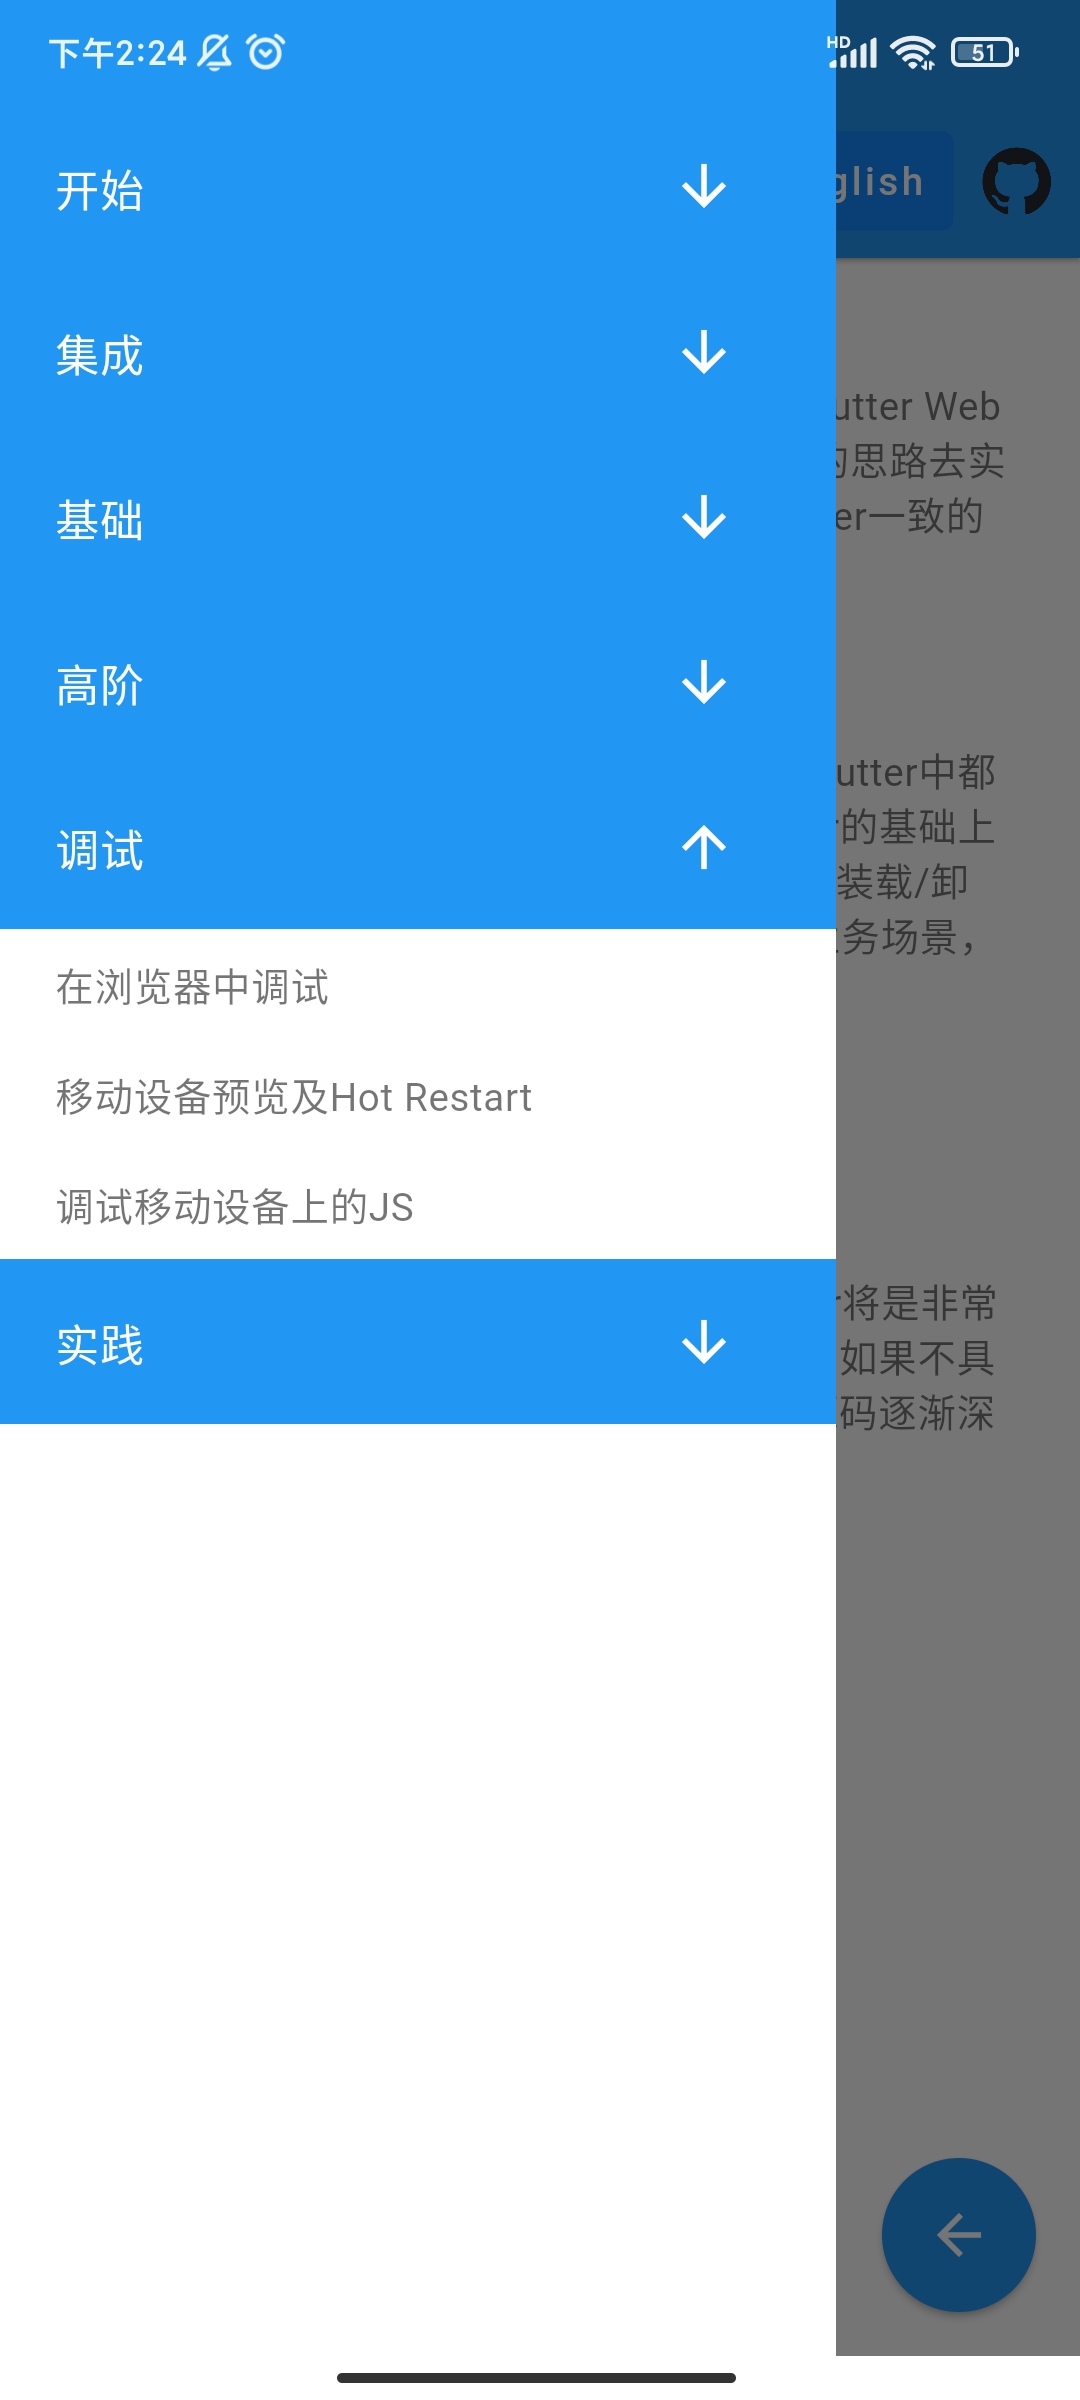 下午2:24
HD
51
开始
glish
集成
utter Web
思路去实
er一致的
基础
高阶
utter中都
的基础上
装载/卸
务场景，
调试
在浏览器中调试
移动设备预览及Hot Restart
调试移动设备上的JS
将是非常
如果不具
码逐渐深
实践